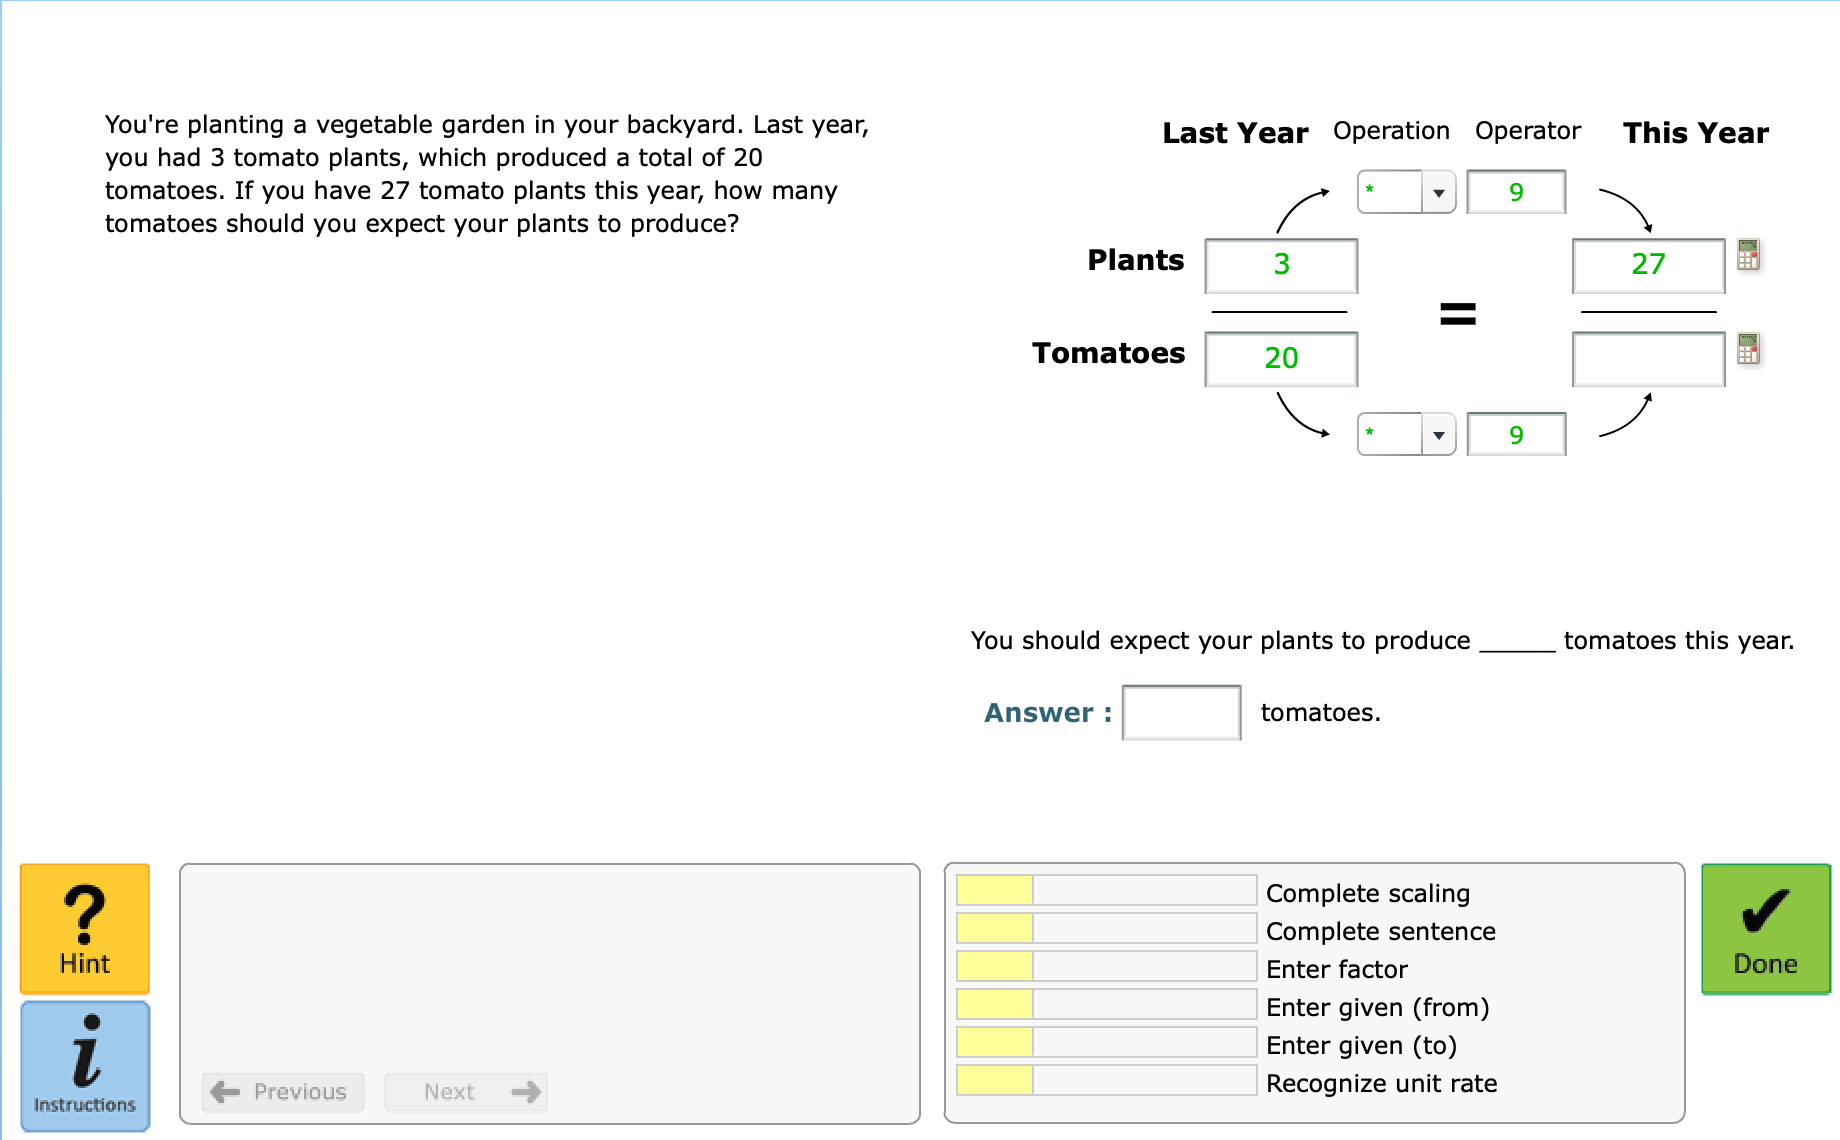 You're planting a vegetable garden in your backyard. Last year,
you had 3 tomato plants, which produced a total of 20
tomatoes. If you have 27 tomato plants this year, how many
tomatoes should you expect your plants to produce?
Last Year Operation Operator This Year
* 9
Plants 3 27
=
Tomatoes 20
* 9
You should expect your plants to produce ______ tomatoes this year.
Answer : tomatoes.
? Hint
i Instructions
Previous Next
Complete scaling
Complete sentence
Enter factor
Enter given (from)
Enter given (to)
Recognize unit rate
Done